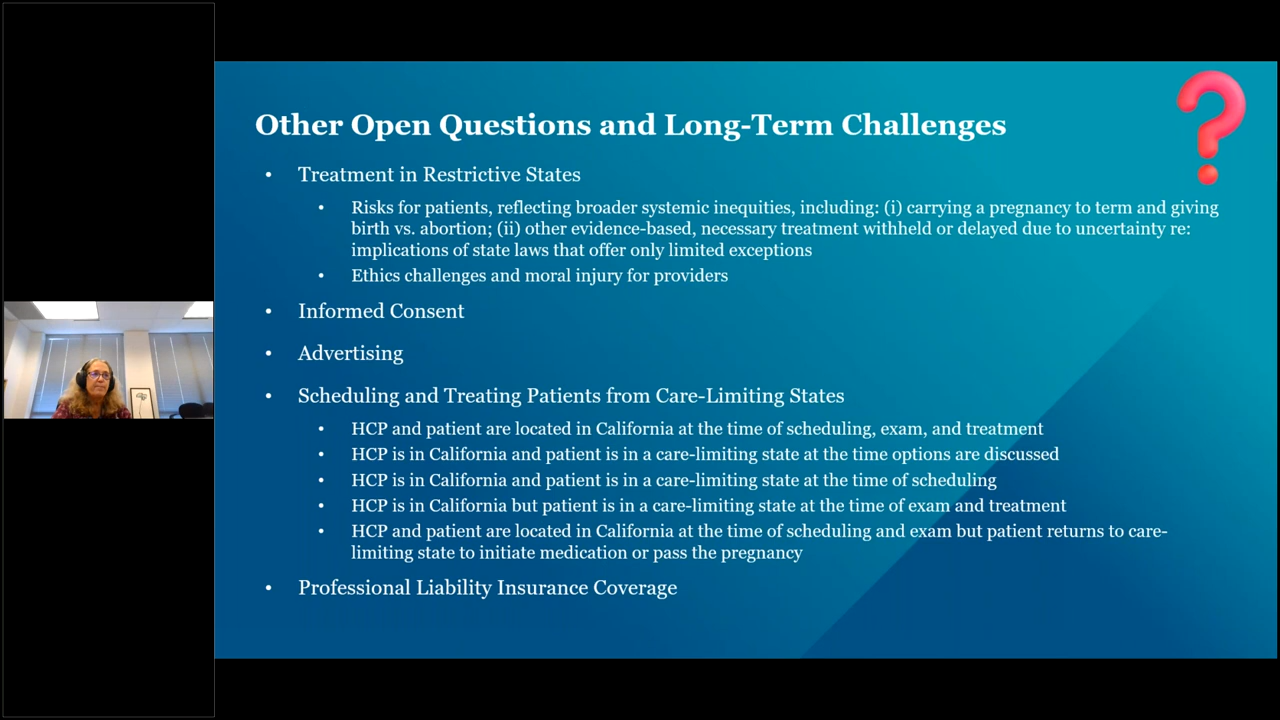 Other Open Questions and Long-Term Challenges
• Treatment in Restrictive States
• Risks for patients, reflecting broader systemic inequities, including: (i) carrying a pregnancy to term and giving
birth vs. abortion; (ii) other evidence-based, necessary treatment withheld or delayed due to uncertainty re:
implications of state laws that offer only limited exceptions
• Ethics challenges and moral injury for providers
• Informed Consent
• Advertising
• Scheduling and Treating Patients from Care-Limiting States
• HCP and patient are located in California at the time of scheduling, exam, and treatment
• HCP is in California and patient is in a care-limiting state at the time options are discussed
• HCP is in California and patient is in a care-limiting state at the time of scheduling
• HCP is in California but patient is in a care-limiting state at the time of exam and treatment
• HCP and patient are located in California at the time of scheduling and exam but patient returns to care-
limiting state to initiate medication or pass the pregnancy
• Professional Liability Insurance Coverage